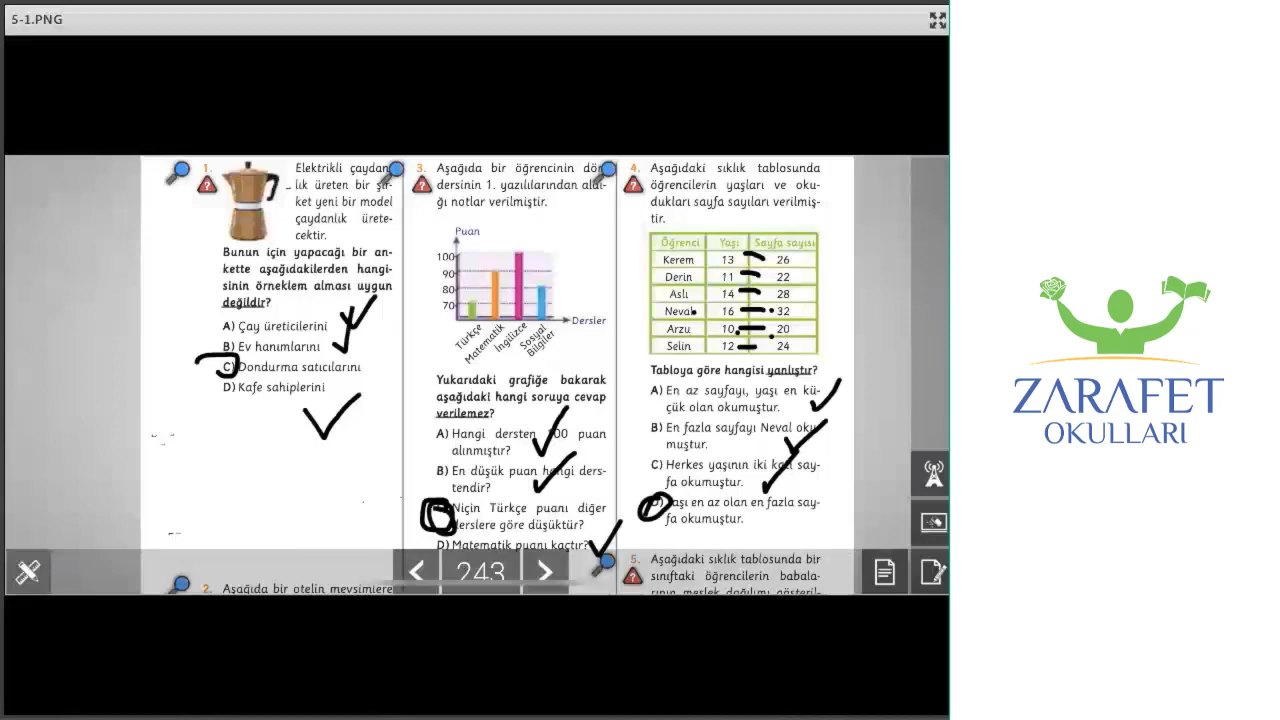 5-1.PNG
1.
Elektrikli çaydan-
lık üreten bir şir-
ket yeni bir model
çaydanlıkürete-
cektir.
Bunun için yapacağı bir an-
kette aşağıdakilerden hangi-
sinin örneklem alması uygun
değildir?
A) Çay üreticilerini
B) Ev hanımlarını
C) Dondurma satıcılarını
D) Kafe sahiplerini
2. Aşağıda bir otelin mevsimlere
3. Aşağıda bir öğrencinin dört
dersinin 1. yazılılarından aldı-
ğı notlar verilmiştir.
Puan
100
90
80
70
Dersler
Türkçe
Matematik
İngilizce
Sosyal
Bilgiler
Yukarıdaki grafiğe bakarak
aşağıdaki hangi soruya cevap
verilemez?
A) Hangi dersten 100 puan
alınmıştır?
B) En düşük puan hangi ders-
tendir?
Niçin Türkçe puanı diğer
derslere göre düşüktür?
D) Matematik puanı kaçtır?
243
4. Aşağıdaki sıklık tablosunda
öğrencilerin yaşları ve oku-
dukları sayfa sayıları verilmiş-
tir.
Öğrenci Yaşı Sayfa sayısı
Kerem 13 26
Derin 11 22
Aslı 14 28
Neval 16 32
Arzu 10 20
Selin 12 24
Tabloya göre hangisi yanlıştır?
A) En az sayfayı, yaşı en kü-
çük olan okumuştur.
B) En fazla sayfayı Neval oku-
muştur.
C) Herkes yaşının iki katı say-
fa okumuştur.
D) Yaşı en az olan en fazla say-
fa okumuştur.
5. Aşağıdaki sıklık tablosunda bir
sınıftaki öğrencilerin babala-
rının meslek dağılımı gösteril-
ZARAFET
OKULLARI